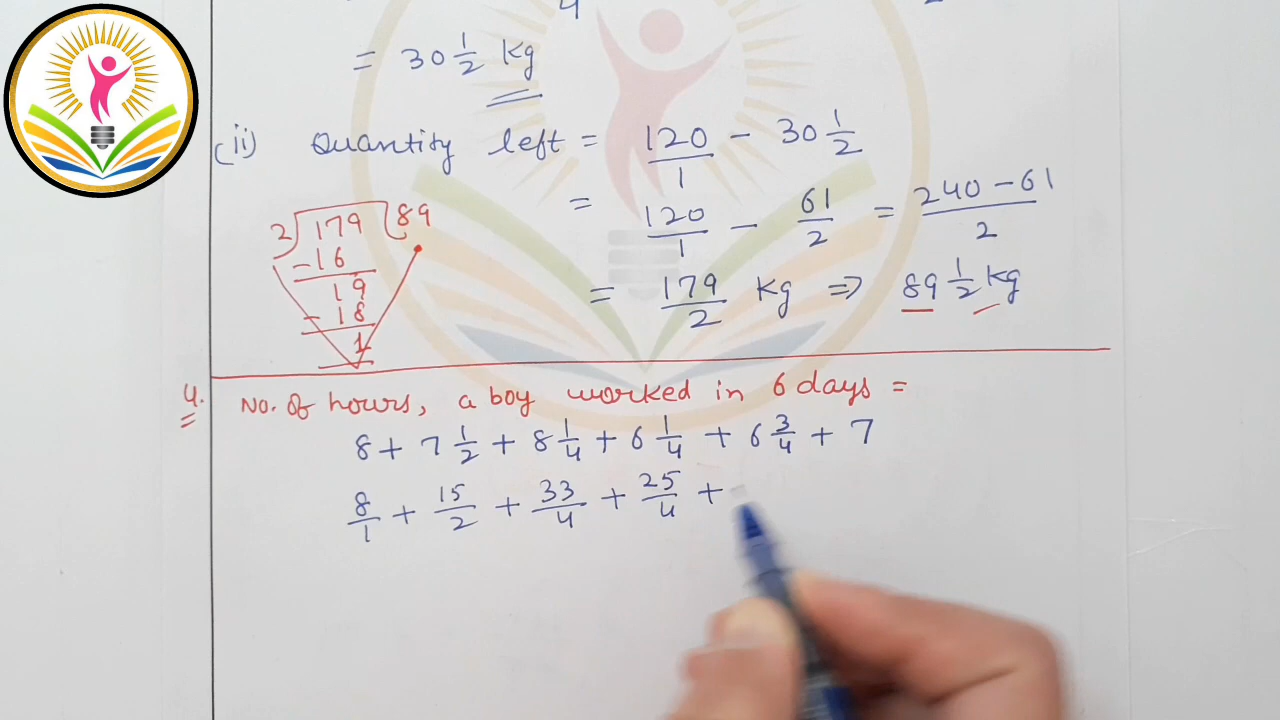 4 2
= 30 1/2 kg
(ii) Quantity left = 120/1 - 30 1/2
= 120/1 - 61/2 = (240 - 61)/2
= 179/2 kg ⇒ 89 1/2 kg
2 ) 179 ( 89
- 16
19
- 18
1
4. No. of hours, a boy worked in 6 days =
8 + 7 1/2 + 8 1/4 + 6 1/4 + 6 3/4 + 7
8/1 + 15/2 + 33/4 + 25/4 +